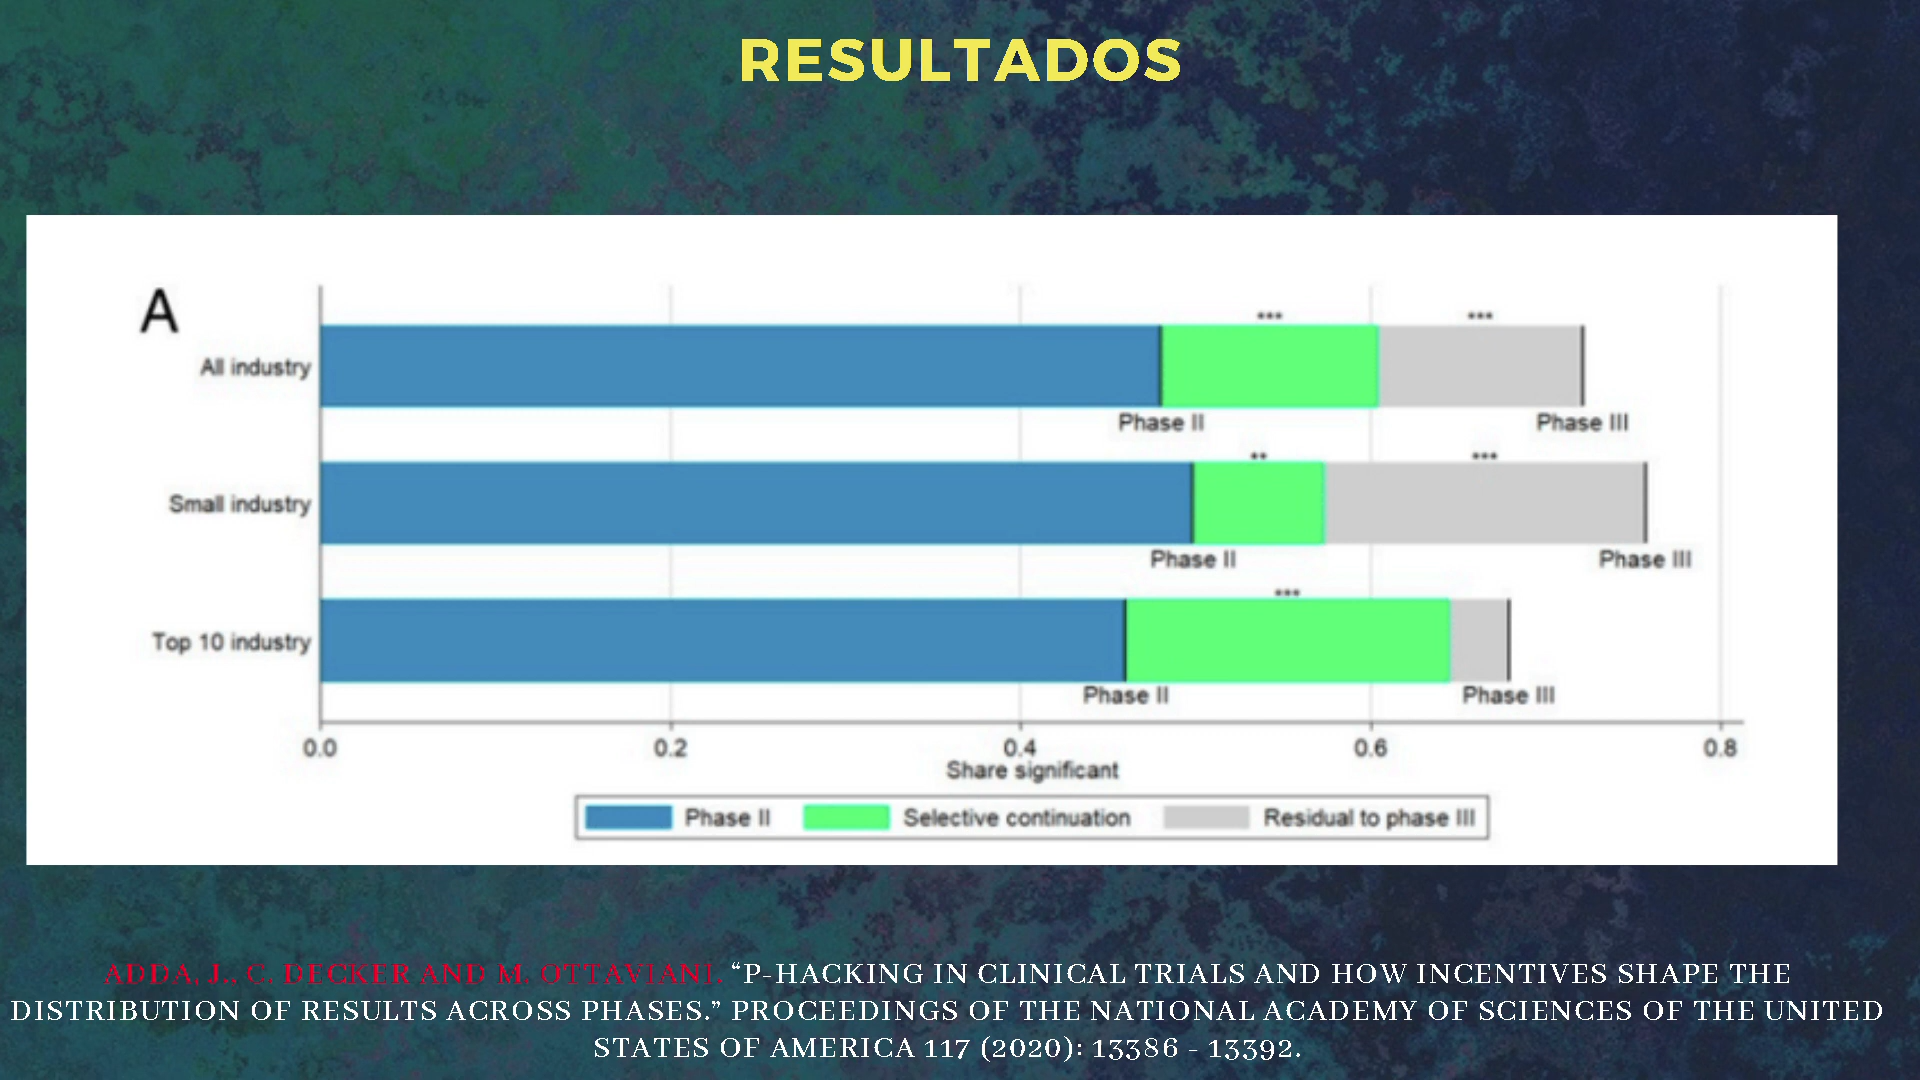 RESULTADOS
A
***
***
All industry
Phase II
Phase III
**
***
Small industry
Phase II
Phase III
***
Top 10 industry
Phase II
Phase III
0.0
0.2
0.4
0.6
0.8
Share significant
Phase II
Selective continuation
Residual to phase III
ADDA, J., C. DECKER AND M. OTTAVIANI. “P-HACKING IN CLINICAL TRIALS AND HOW INCENTIVES SHAPE THE
DISTRIBUTION OF RESULTS ACROSS PHASES.” PROCEEDINGS OF THE NATIONAL ACADEMY OF SCIENCES OF THE UNITED
STATES OF AMERICA 117 (2020): 13386 - 13392.